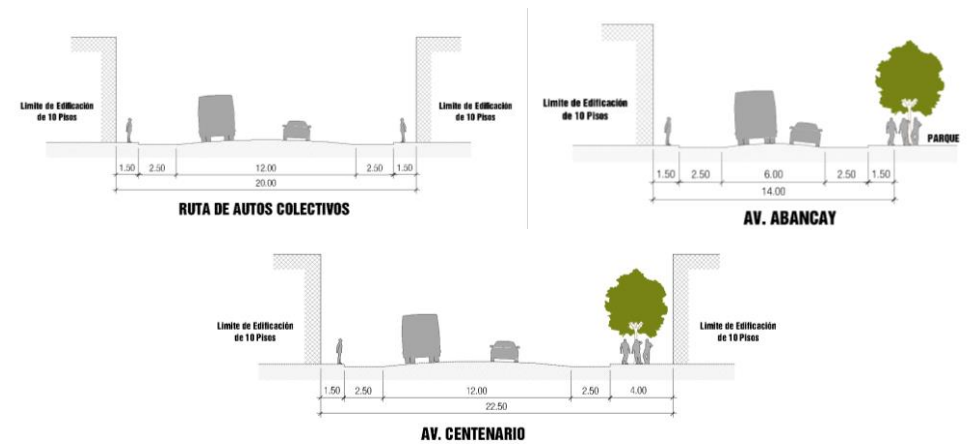 Limite de Edificación
de 10 Pisos
Limite de Edificación
de 10 Pisos
1.50 2.50 12.00 2.50 1.50
20.00
RUTA DE AUTOS COLECTIVOS
Limite de Edificación
de 10 Pisos
PARQUE
1.50 2.50 6.00 2.50 1.50
14.00
AV. ABANCAY
Limite de Edificación
de 10 Pisos
Limite de Edificación
de 10 Pisos
1.50 2.50 12.00 2.50 4.00
22.50
AV. CENTENARIO